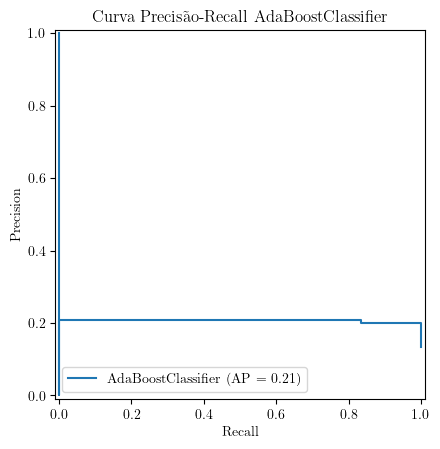 Curva Precisão-Recall AdaBoostClassifier
1.0
0.8
0.6
0.4
0.2
0.0
Precision
AdaBoostClassifier (AP = 0.21)
0.0 0.2 0.4 0.6 0.8 1.0
Recall